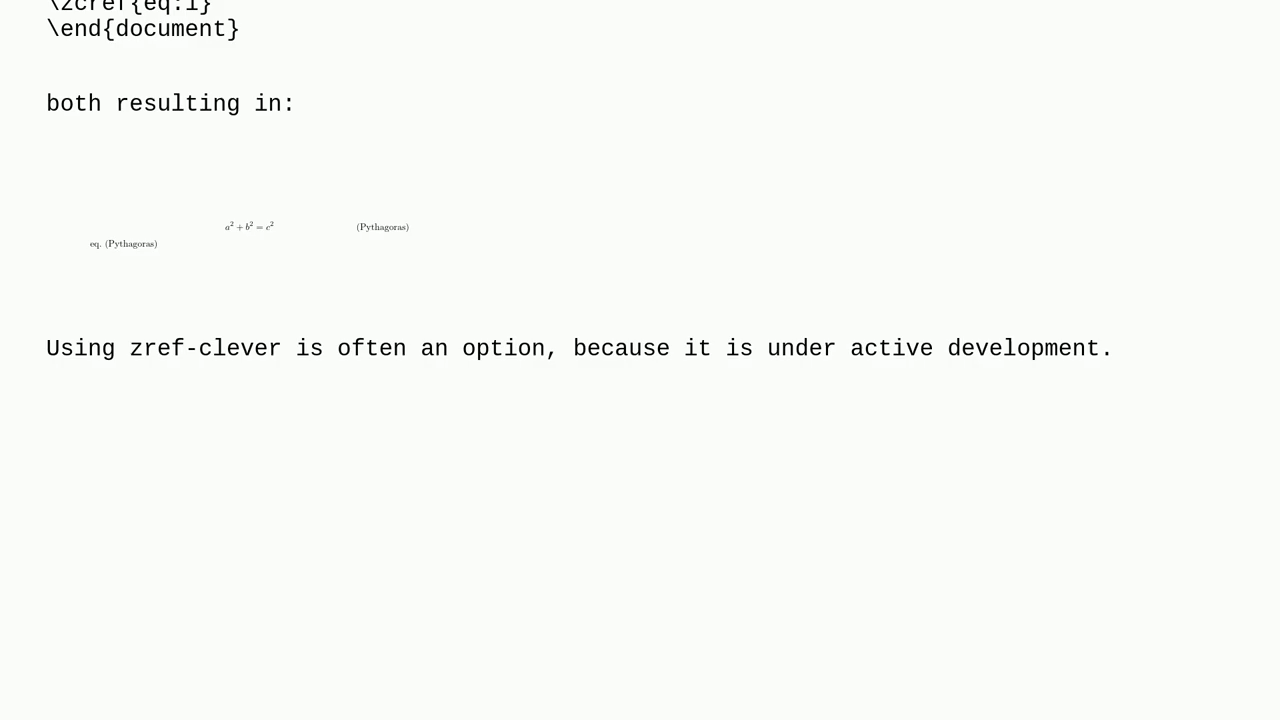 \zcref{eq:1}
\end{document}
both resulting in:
a² + b² = c² (Pythagoras)
eq. (Pythagoras)
Using zref-clever is often an option, because it is under active development.